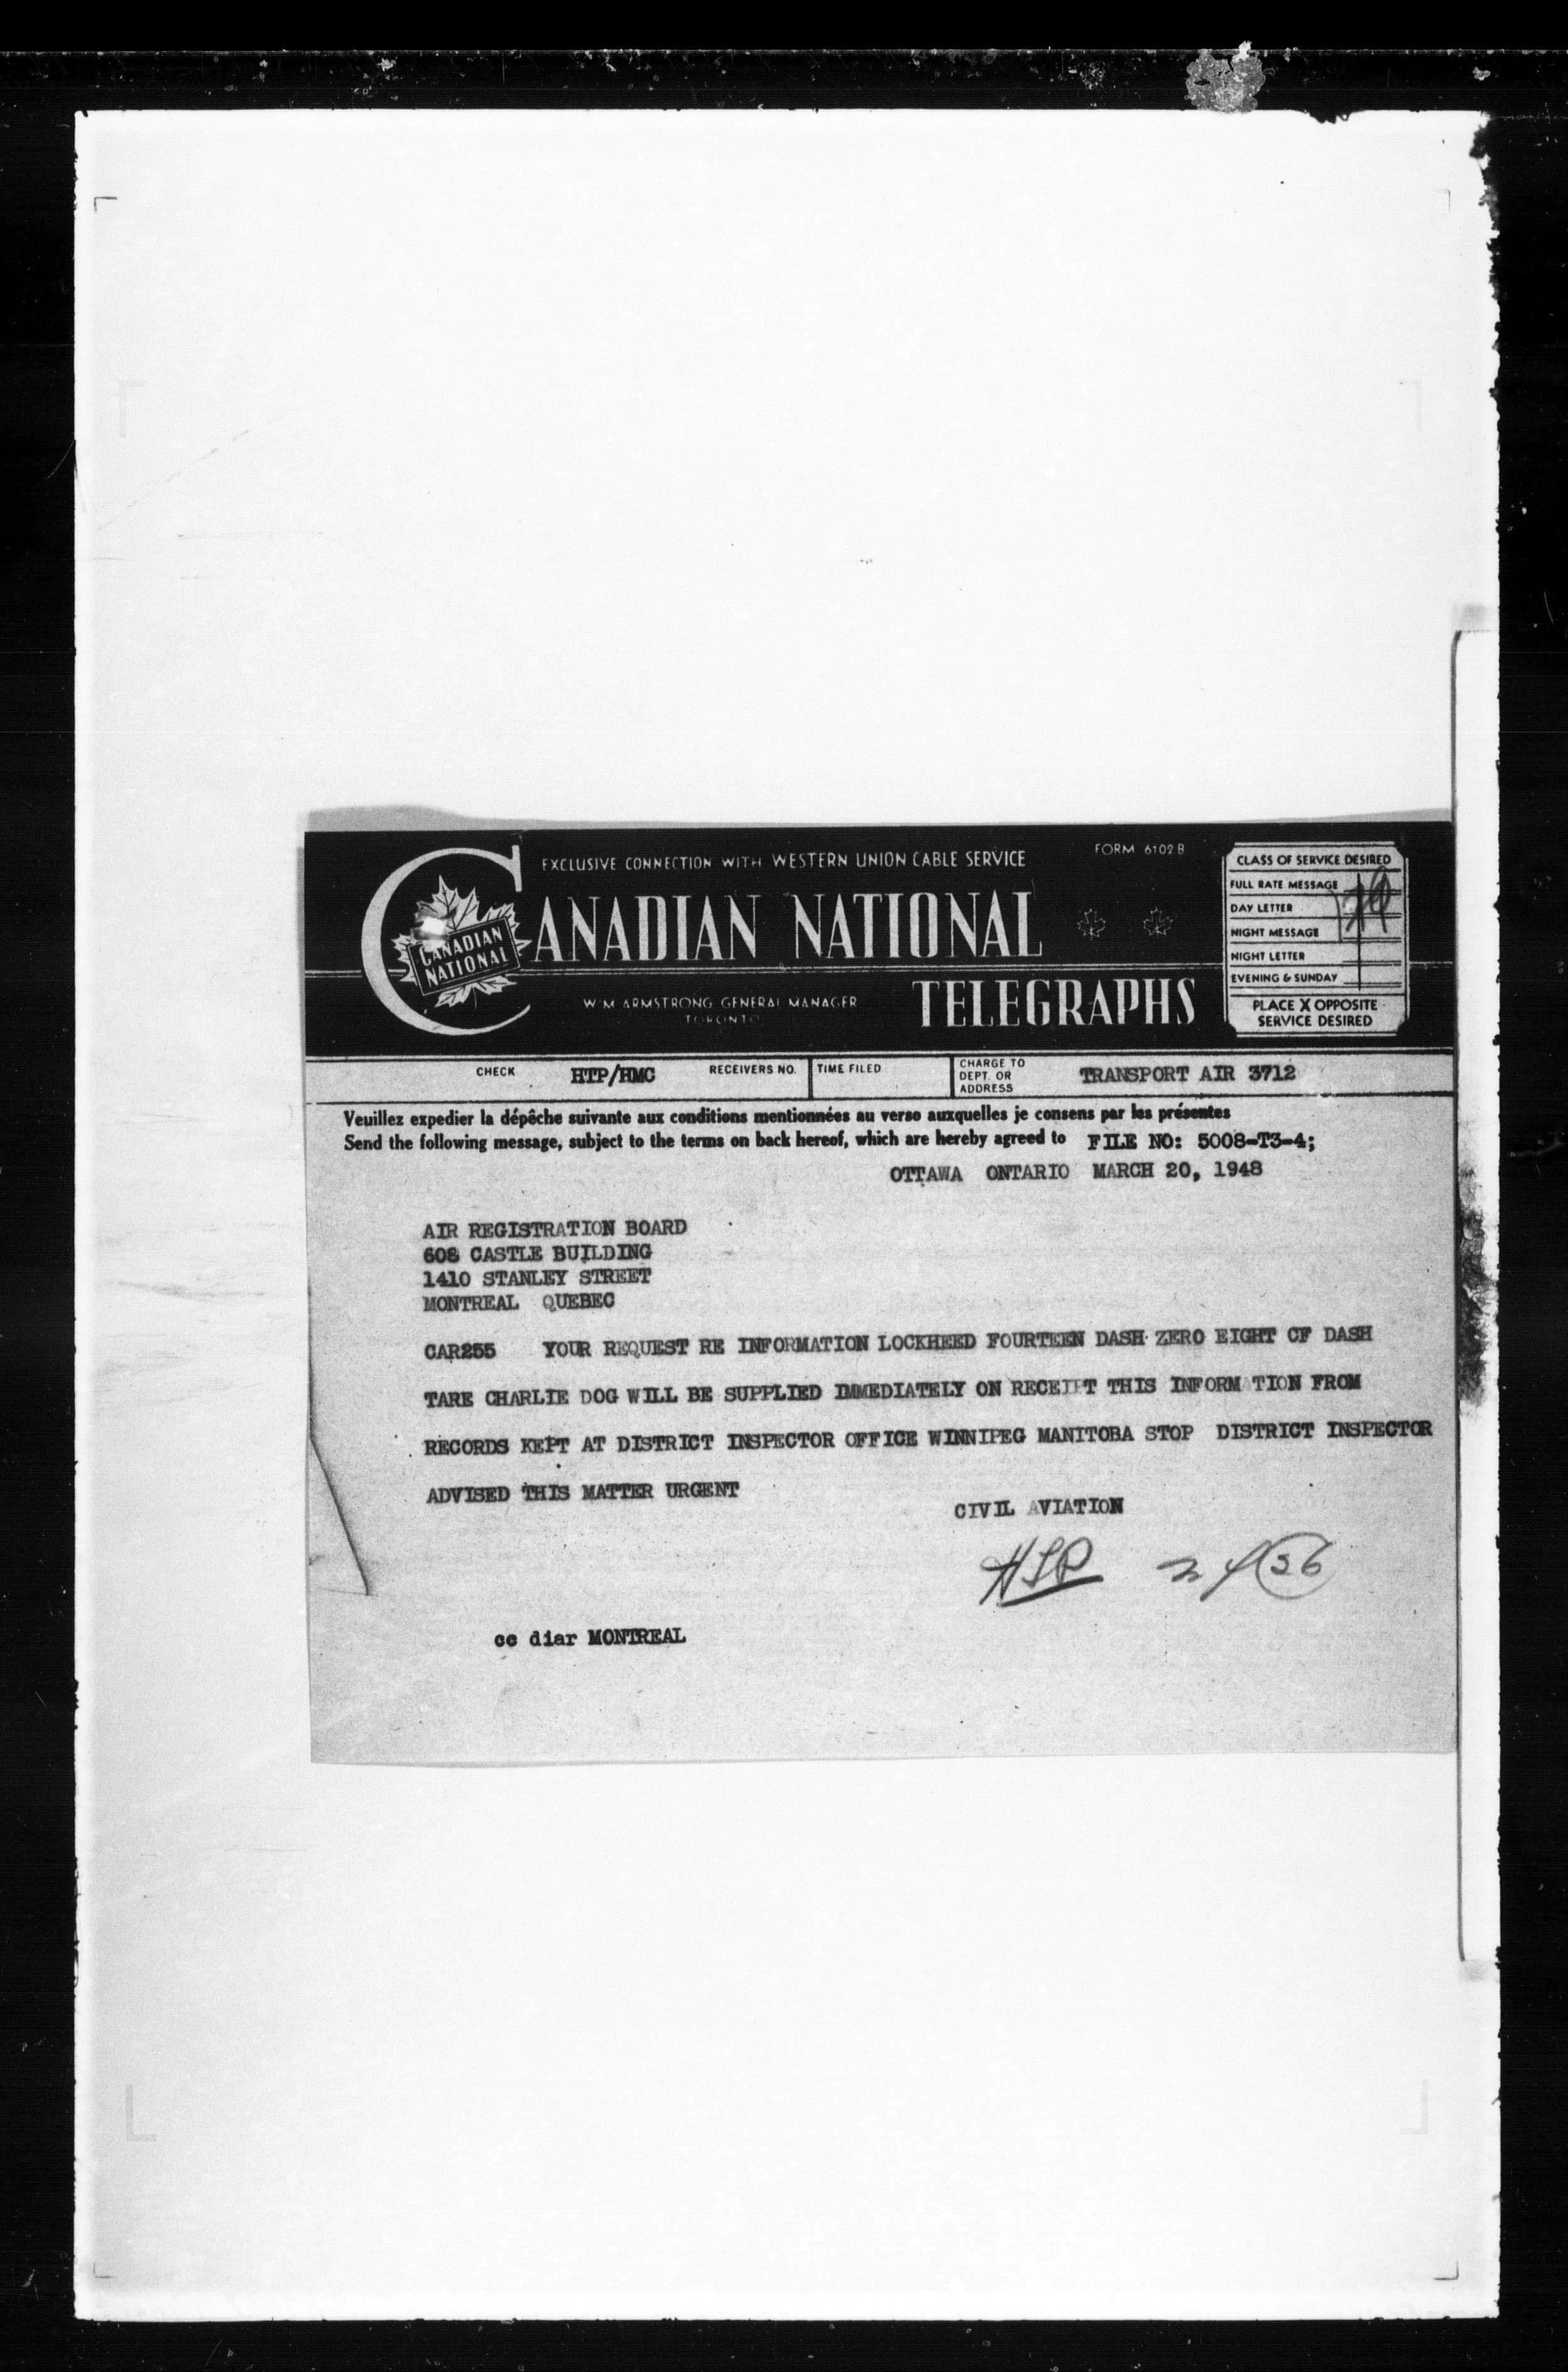 EXCLUSIVE CONNECTION WITH WESTERN UNION CABLE SERVICE
FORM 6102 B
CANADIAN NATIONAL
TELEGRAPHS
CANADIAN
NATIONAL
W. M. ARMSTRONG, GENERAL MANAGER
TORONTO
CLASS OF SERVICE DESIRED
FULL RATE MESSAGE
DAY LETTER
NIGHT MESSAGE
NIGHT LETTER
EVENING & SUNDAY
PLACE X OPPOSITE
SERVICE DESIRED
CHECK HTP/HMC RECEIVERS NO. TIME FILED CHARGE TO DEPT. OR ADDRESS TRANSPORT AIR 3712
Veuillez expedier la dépêche suivante aux conditions mentionnées au verso auxquelles je consens par les présentes
Send the following message, subject to the terms on back hereof, which are hereby agreed to FILE NO: 5008-T3-4;
OTTAWA ONTARIO MARCH 20, 1948
AIR REGISTRATION BOARD
608 CASTLE BUILDING
1410 STANLEY STREET
MONTREAL QUEBEC
CAR255 YOUR REQUEST RE INFORMATION LOCKHEED FOURTEEN DASH ZERO EIGHT CF DASH
TARE CHARLIE DOG WILL BE SUPPLIED IMMEDIATELY ON RECEIPT THIS INFORMATION FROM
RECORDS KEPT AT DISTRICT INSPECTOR OFFICE WINNIPEG MANITOBA STOP DISTRICT INSPECTOR
ADVISED THIS MATTER URGENT
CIVIL AVIATION
56
cc diar MONTREAL